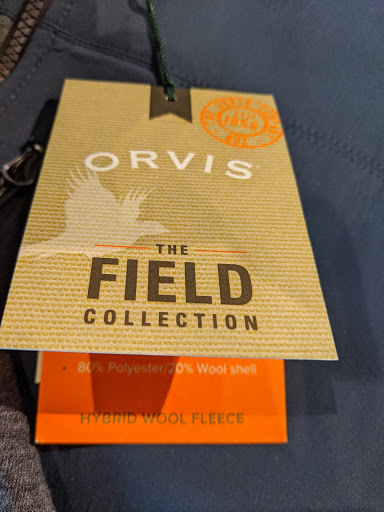 ORVIS
THE
FIELD
COLLECTION
80% Polyester/20% Wool shell
HYBRID WOOL FLEECE